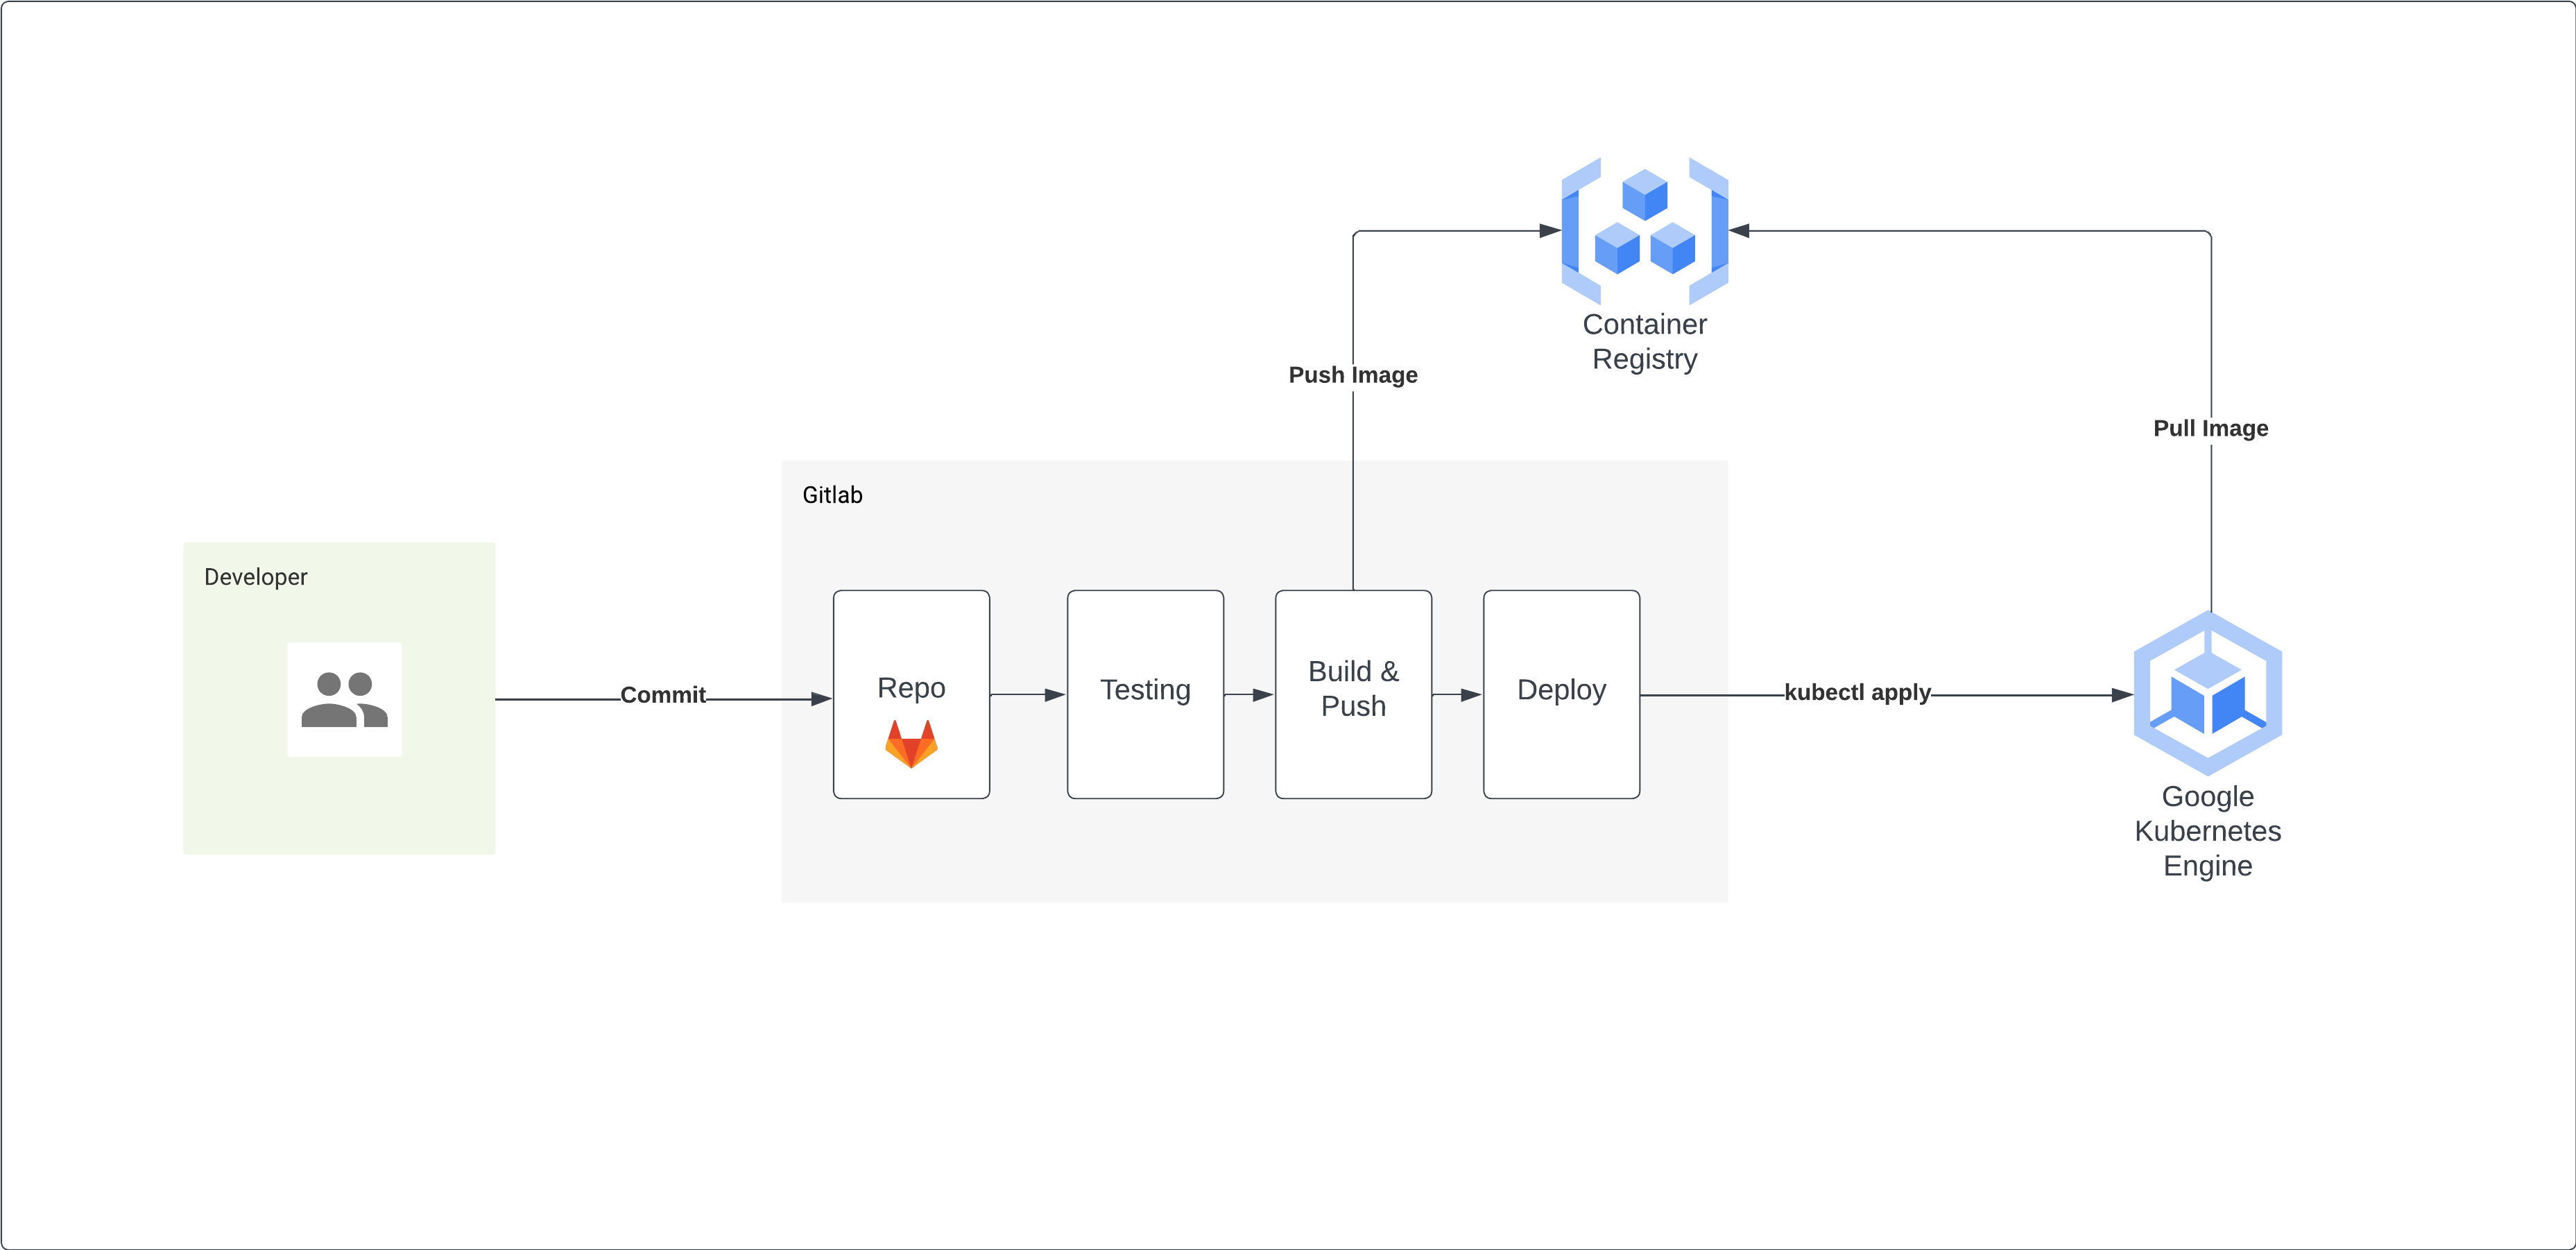 Container
Registry
Push Image
Pull Image
Gitlab
Developer
Commit
Repo
Testing
Build &
Push
Deploy
kubectl apply
Google
Kubernetes
Engine